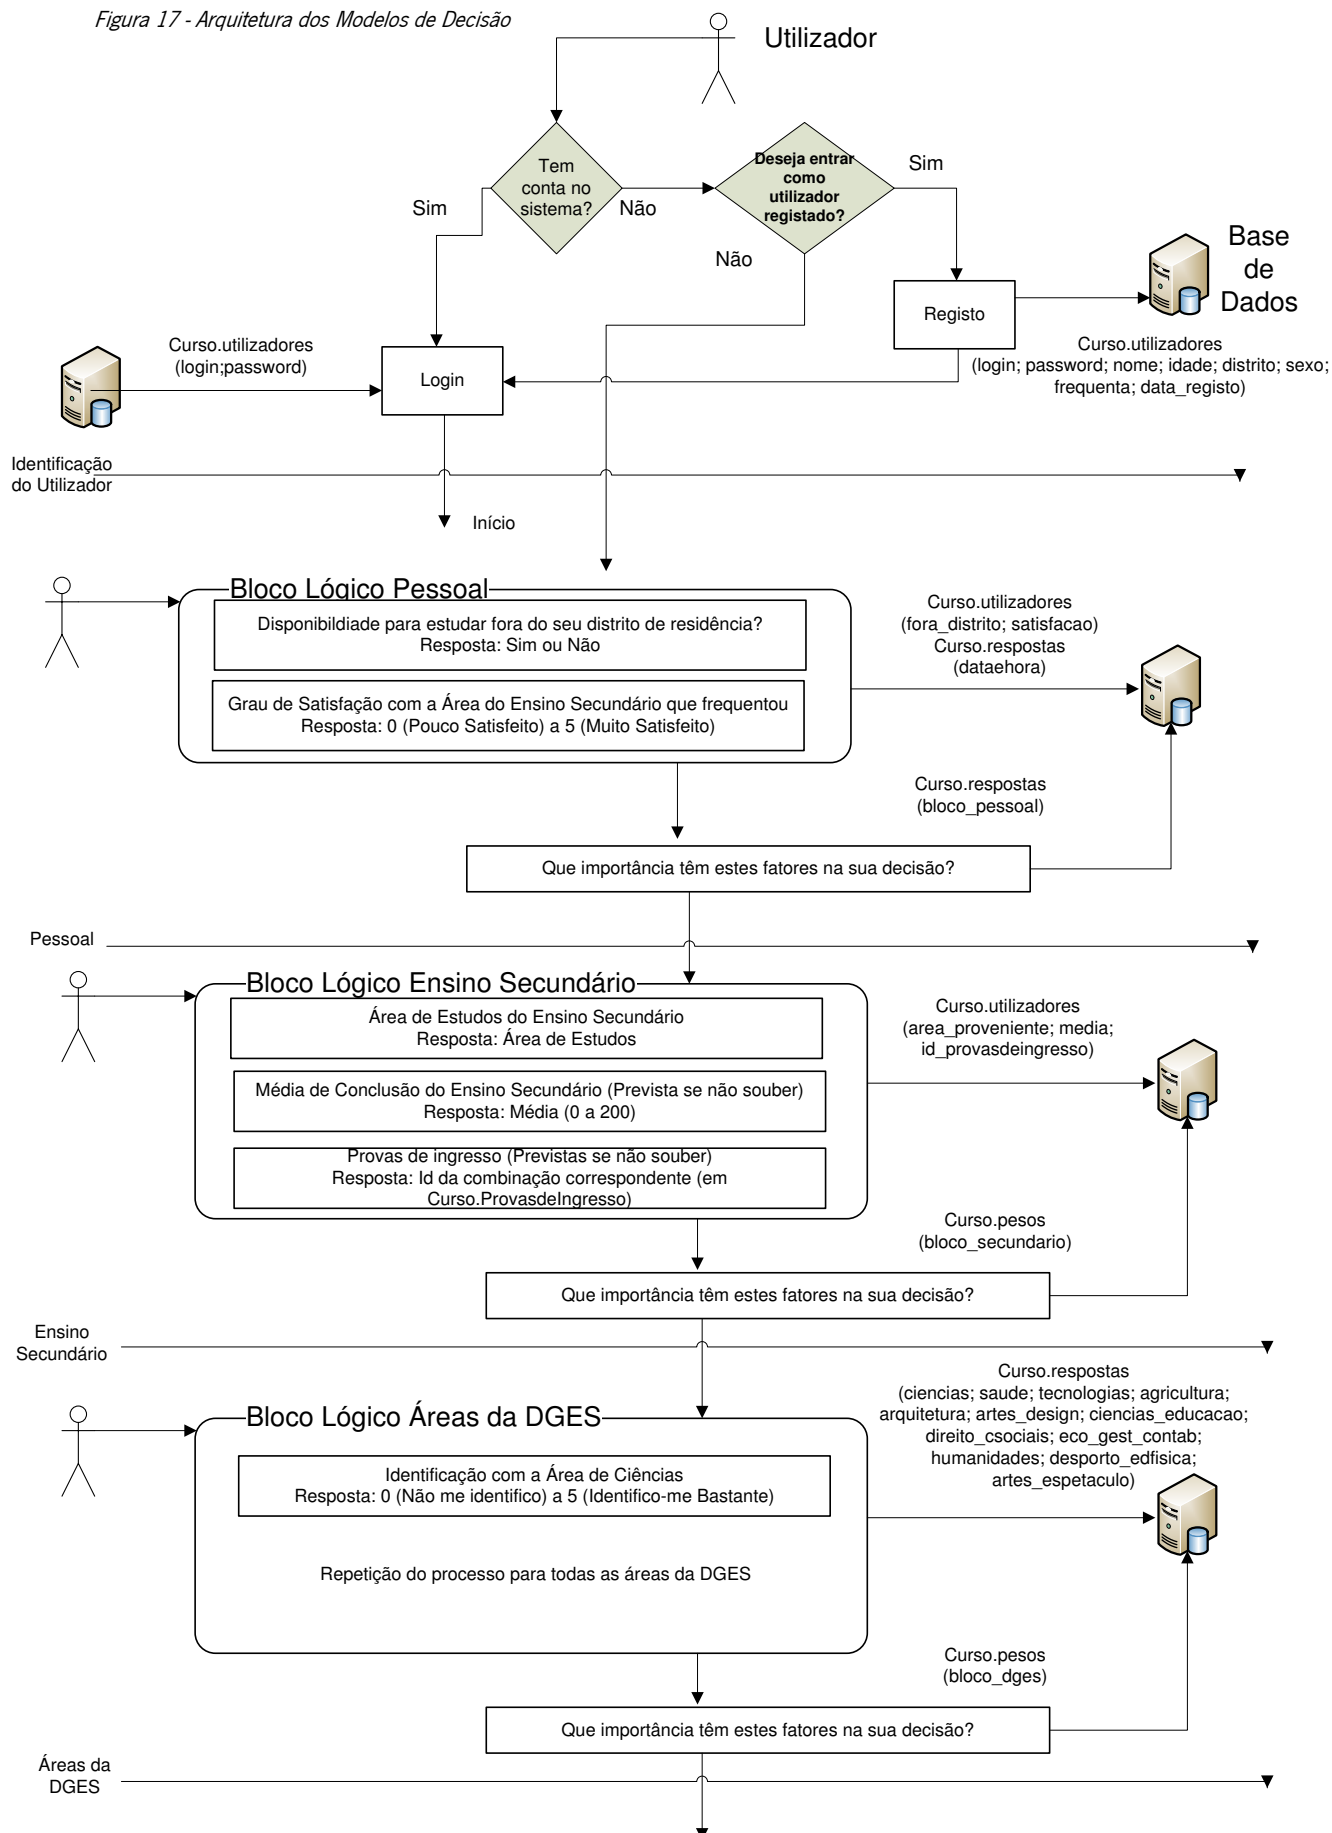 Figura 17 - Arquitetura dos Modelos de Decisão
Utilizador
Tem
conta no
sistema?
Deseja entrar
como
utilizador
registado?
Sim
Não
Sim
Não
Registo
Base
de
Dados
Curso.utilizadores
(login; password; nome; idade; distrito; sexo;
frequenta; data_registo)
Curso.utilizadores
(login;password)
Login
Identificação
do Utilizador
Início
Bloco Lógico Pessoal
Disponibildiade para estudar fora do seu distrito de residência?
Resposta: Sim ou Não
Grau de Satisfação com a Área do Ensino Secundário que frequentou
Resposta: 0 (Pouco Satisfeito) a 5 (Muito Satisfeito)
Curso.utilizadores
(fora_distrito; satisfacao)
Curso.respostas
(dataehora)
Curso.respostas
(bloco_pessoal)
Que importância têm estes fatores na sua decisão?
Pessoal
Bloco Lógico Ensino Secundário
Área de Estudos do Ensino Secundário
Resposta: Área de Estudos
Média de Conclusão do Ensino Secundário (Prevista se não souber)
Resposta: Média (0 a 200)
Provas de ingresso (Previstas se não souber)
Resposta: Id da combinação correspondente (em
Curso.ProvasdeIngresso)
Curso.utilizadores
(area_proveniente; media;
id_provasdeingresso)
Curso.pesos
(bloco_secundario)
Que importância têm estes fatores na sua decisão?
Ensino
Secundário
Bloco Lógico Áreas da DGES
Identificação com a Área de Ciências
Resposta: 0 (Não me identifico) a 5 (Identifico-me Bastante)
Repetição do processo para todas as áreas da DGES
Curso.respostas
(ciencias; saude; tecnologias; agricultura;
arquitetura; artes_design; ciencias_educacao;
direito_csociais; eco_gest_contab;
humanidades; desporto_edfisica;
artes_espetaculo)
Curso.pesos
(bloco_dges)
Que importância têm estes fatores na sua decisão?
Áreas da
DGES